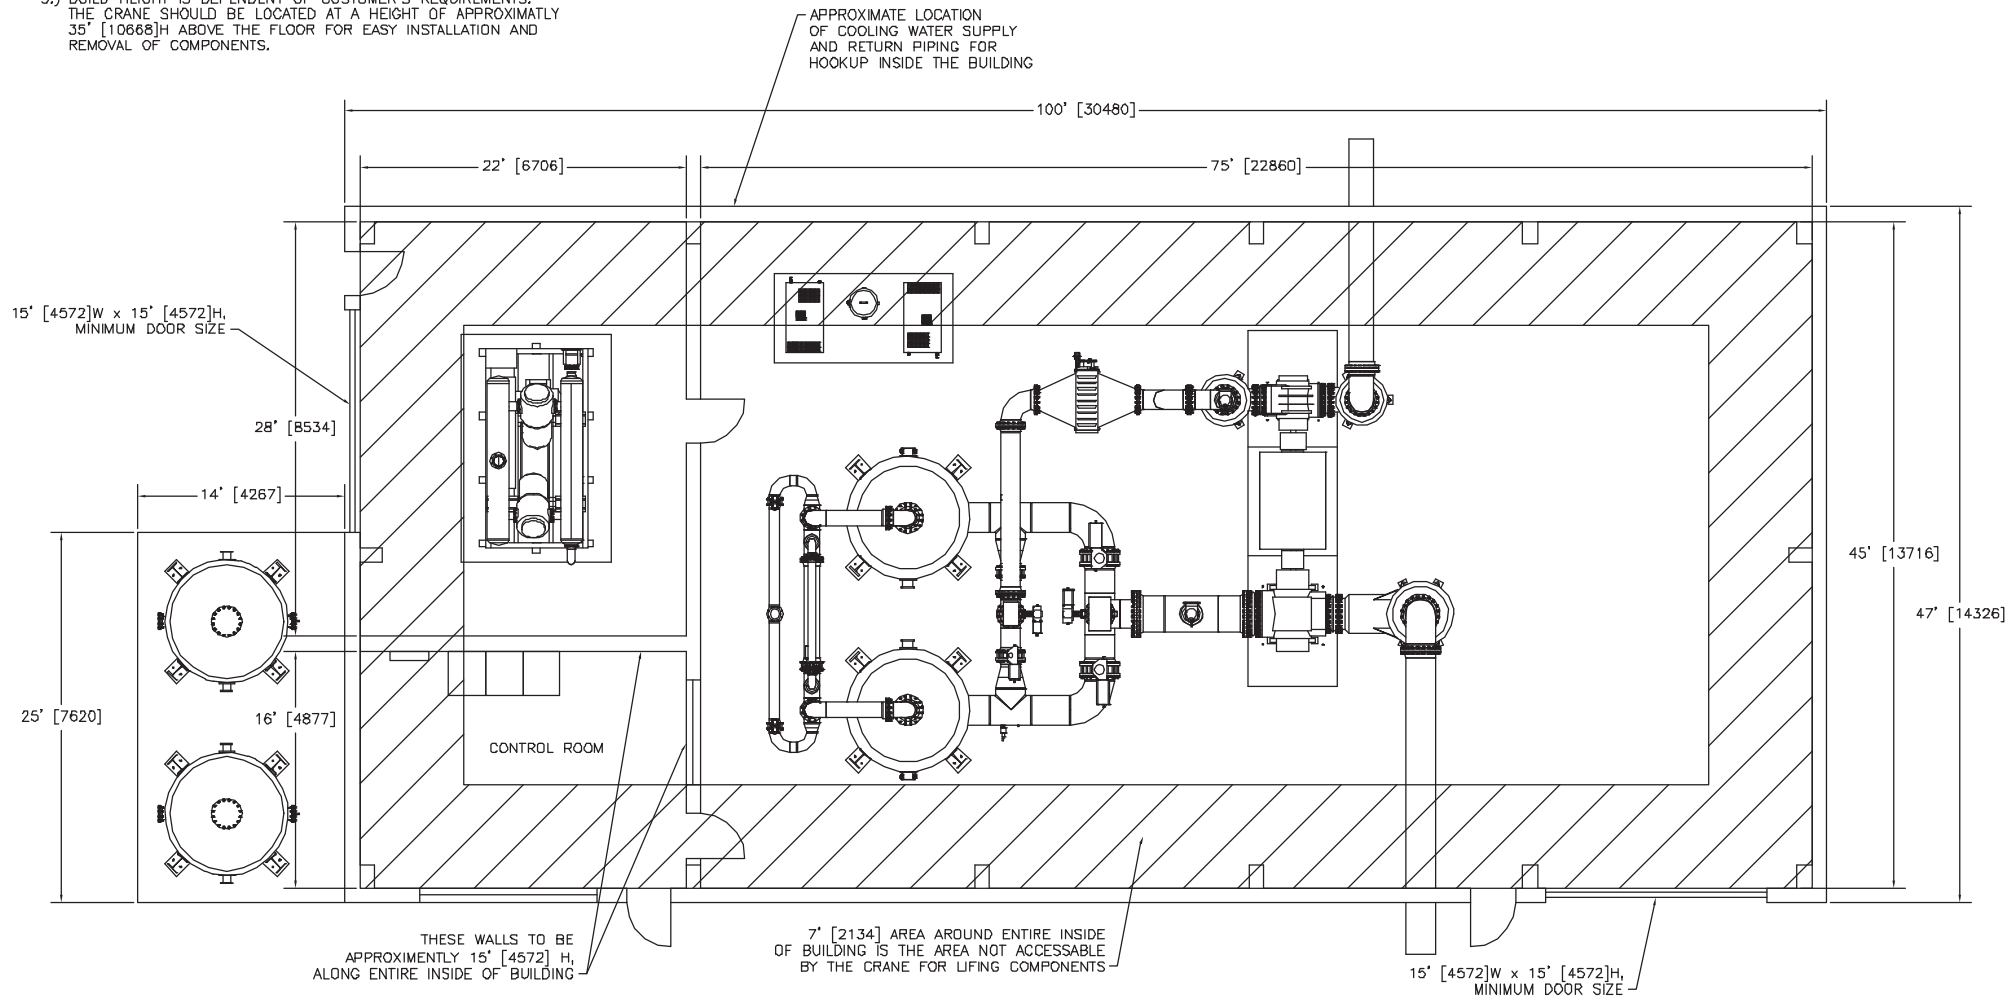 THE CRANE SHOULD BE LOCATED AT A HEIGHT OF APPROXIMATLY
35' [10668]H ABOVE THE FLOOR FOR EASY INSTALLATION AND
REMOVAL OF COMPONENTS.
APPROXIMATE LOCATION
OF COOLING WATER SUPPLY
AND RETURN PIPING FOR
HOOKUP INSIDE THE BUILDING
100' [30480]
22' [6706]
75' [22860]
15' [4572]W x 15' [4572]H,
MINIMUM DOOR SIZE
28' [8534]
14' [4267]
45' [13716]
47' [14326]
25' [7620]
16' [4877]
CONTROL ROOM
THESE WALLS TO BE
APPROXIMENTLY 15' [4572] H,
ALONG ENTIRE INSIDE OF BUILDING
7' [2134] AREA AROUND ENTIRE INSIDE
OF BUILDING IS THE AREA NOT ACCESSABLE
BY THE CRANE FOR LIFING COMPONENTS
15' [4572]W x 15' [4572]H,
MINIMUM DOOR SIZE